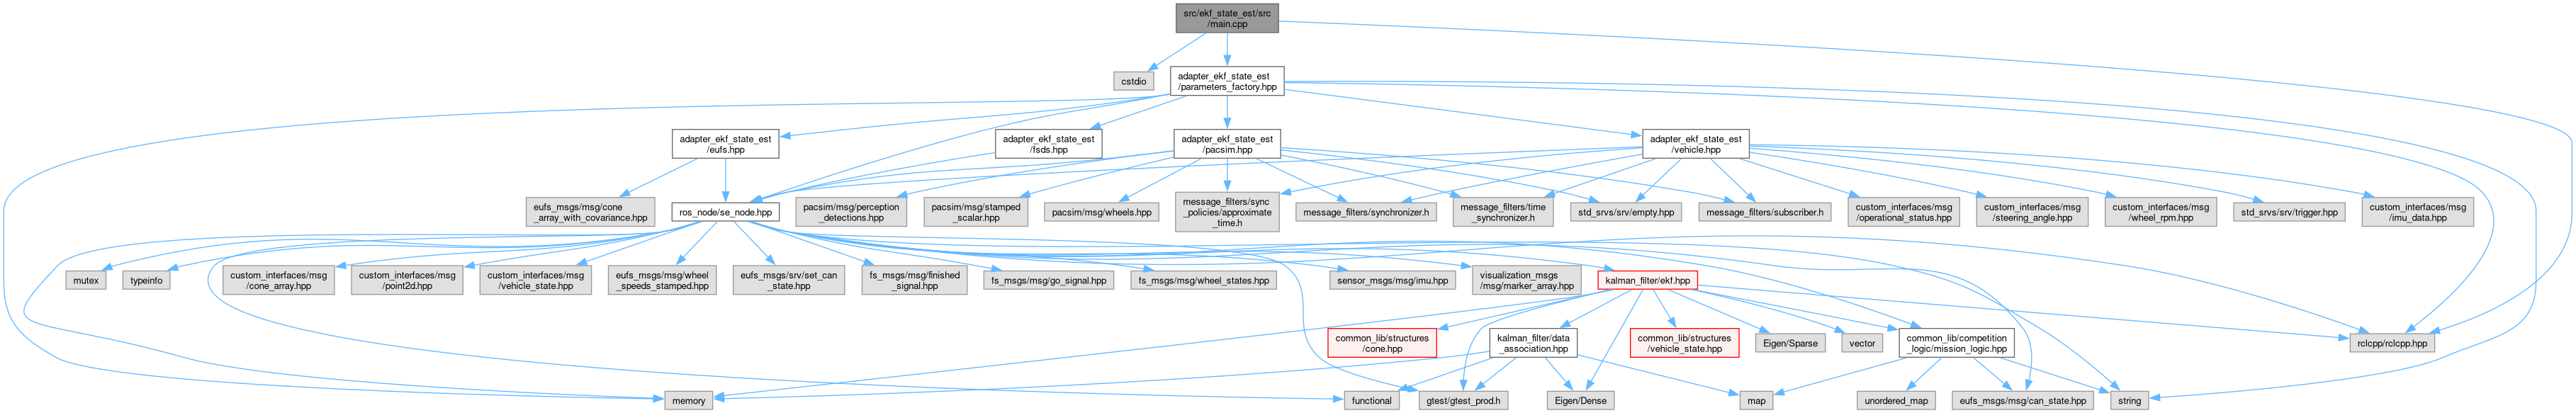 src/ekf_state_est/src
/main.cpp
cstdio
adapter_ekf_state_est
/parameters_factory.hpp
adapter_ekf_state_est
/eufs.hpp
adapter_ekf_state_est
/fsds.hpp
adapter_ekf_state_est
/pacsim.hpp
adapter_ekf_state_est
/vehicle.hpp
eufs_msgs/msg/cone
_array_with_covariance.hpp
ros_node/se_node.hpp
pacsim/msg/perception
_detections.hpp
pacsim/msg/stamped
_scalar.hpp
pacsim/msg/wheels.hpp
message_filters/sync
_policies/approximate
_time.h
message_filters/synchronizer.h
message_filters/time
_synchronizer.h
std_srvs/srv/empty.hpp
message_filters/subscriber.h
custom_interfaces/msg
/operational_status.hpp
custom_interfaces/msg
/steering_angle.hpp
custom_interfaces/msg
/wheel_rpm.hpp
std_srvs/srv/trigger.hpp
custom_interfaces/msg
/imu_data.hpp
mutex
typeinfo
custom_interfaces/msg
/cone_array.hpp
custom_interfaces/msg
/point2d.hpp
custom_interfaces/msg
/vehicle_state.hpp
eufs_msgs/msg/wheel
_speeds_stamped.hpp
eufs_msgs/srv/set_can
_state.hpp
fs_msgs/msg/finished
_signal.hpp
fs_msgs/msg/go_signal.hpp
fs_msgs/msg/wheel_states.hpp
sensor_msgs/msg/imu.hpp
visualization_msgs
/msg/marker_array.hpp
kalman_filter/ekf.hpp
common_lib/structures
/cone.hpp
kalman_filter/data
_association.hpp
common_lib/structures
/vehicle_state.hpp
Eigen/Sparse
vector
common_lib/competition
_logic/mission_logic.hpp
rclcpp/rclcpp.hpp
memory
functional
gtest/gtest_prod.h
Eigen/Dense
map
unordered_map
eufs_msgs/msg/can_state.hpp
string